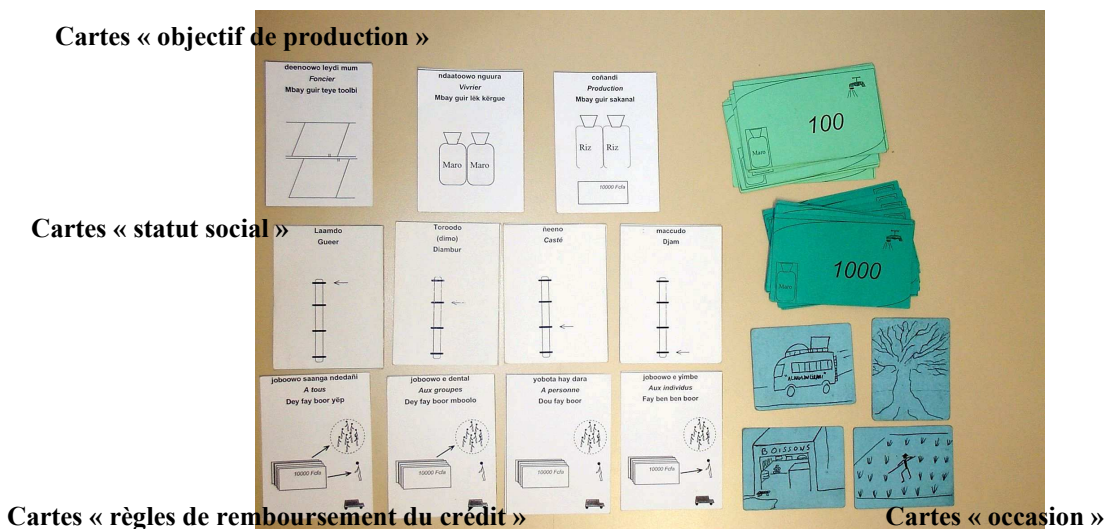 Cartes « objectif de production »
deenoowo leydi mum
Foncier
Mbay guir teye toolbi
ndaatoowo nguura
Vivrier
Mbay guir lék kërgue
Maro Maro
coñandi
Production
Mbay guir sakanal
Riz Riz
10000 Fcfa
100
Maro
1000
Maro
Cartes « statut social »
Laamdo
Gueer
Toroodo
(dimo)
Diambur
ñeeno
Casté
maccudo
Djam
joboowo saanga ndedañi
A tous
Dey fay boor yëp
10000 Fcfa
joboowo e dental
Aux groupes
Dey fay boor mboolo
10000 Fcfa
yobota hay dara
A personne
Dou fay boor
10000 Fcfa
joboowo e yimbe
Aux individus
Fay ben ben boor
10000 Fcfa
BOISSONS
Cartes « règles de remboursement du crédit »
Cartes « occasion »